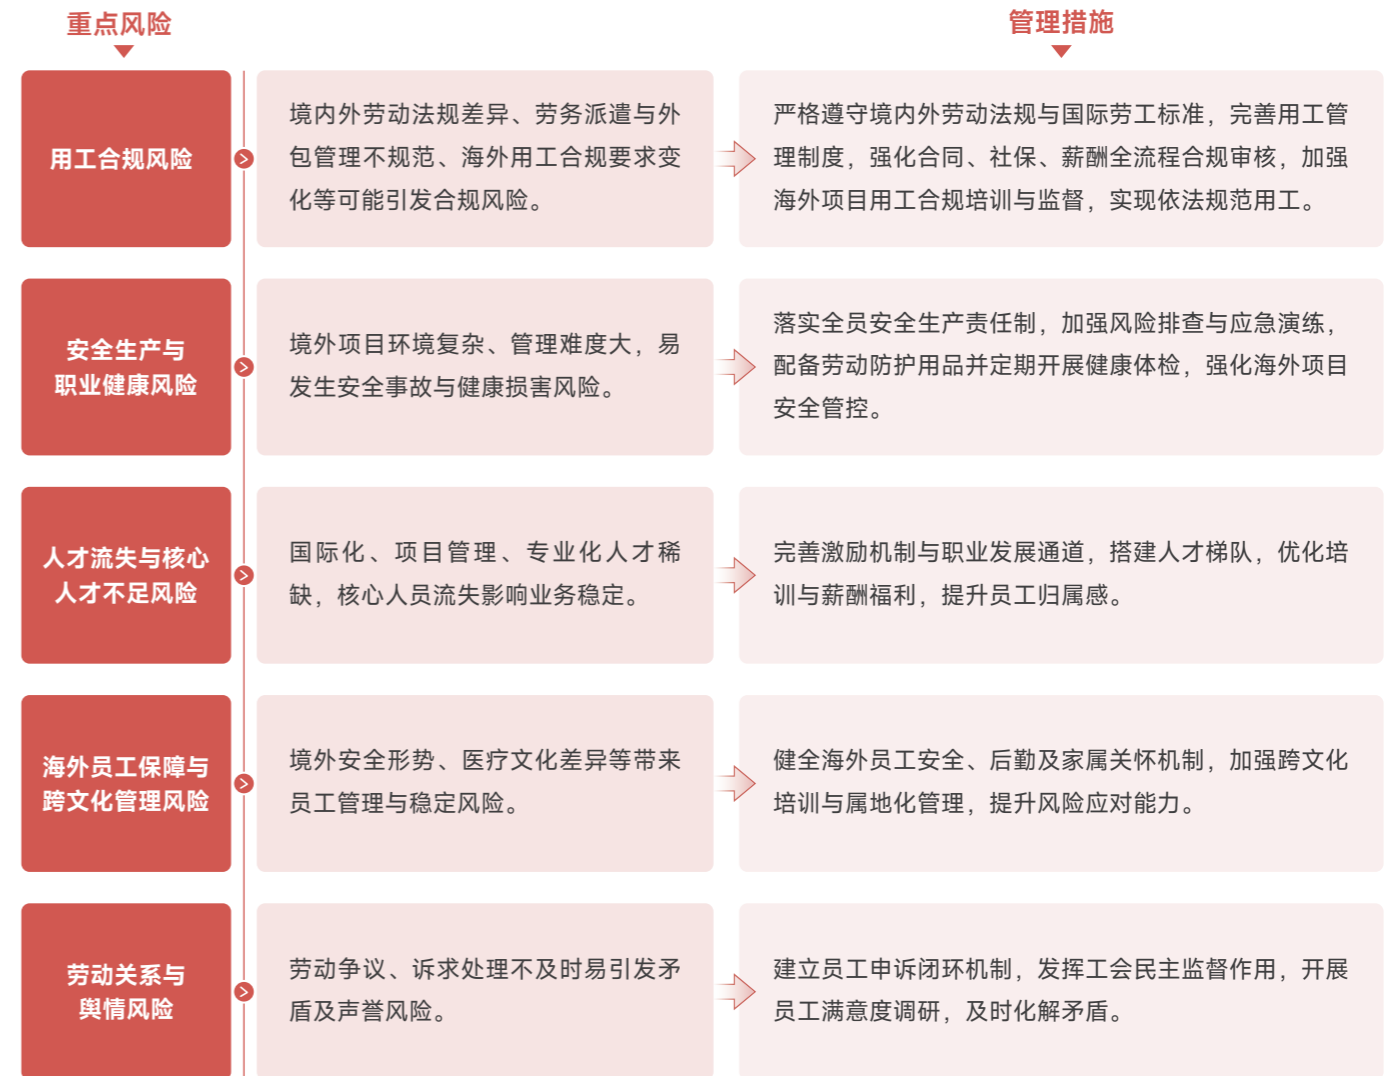 重点风险
管理措施
用工合规风险
境内外劳动法规差异、劳务派遣与外
包管理不规范、海外用工合规要求变
化等可能引发合规风险。
严格遵守境内外劳动法规与国际劳工标准，完善用工管
理制度，强化合同、社保、薪酬全流程合规审核，加强
海外项目用工合规培训与监督，实现依法规范用工。
安全生产与
职业健康风险
境外项目环境复杂、管理难度大，易
发生安全事故与健康损害风险。
落实全员安全生产责任制，加强风险排查与应急演练，
配备劳动防护用品并定期开展健康体检，强化海外项目
安全管控。
人才流失与核心
人才不足风险
国际化、项目管理、专业化人才稀
缺，核心人员流失影响业务稳定。
完善激励机制与职业发展通道，搭建人才梯队，优化培
训与薪酬福利，提升员工归属感。
海外员工保障与
跨文化管理风险
境外安全形势、医疗文化差异等带来
员工管理与稳定风险。
健全海外员工安全、后勤及家属关怀机制，加强跨文化
培训与属地化管理，提升风险应对能力。
劳动关系与
舆情风险
劳动争议、诉求处理不及时易引发矛
盾及声誉风险。
建立员工申诉闭环机制，发挥工会民主监督作用，开展
员工满意度调研，及时化解矛盾。